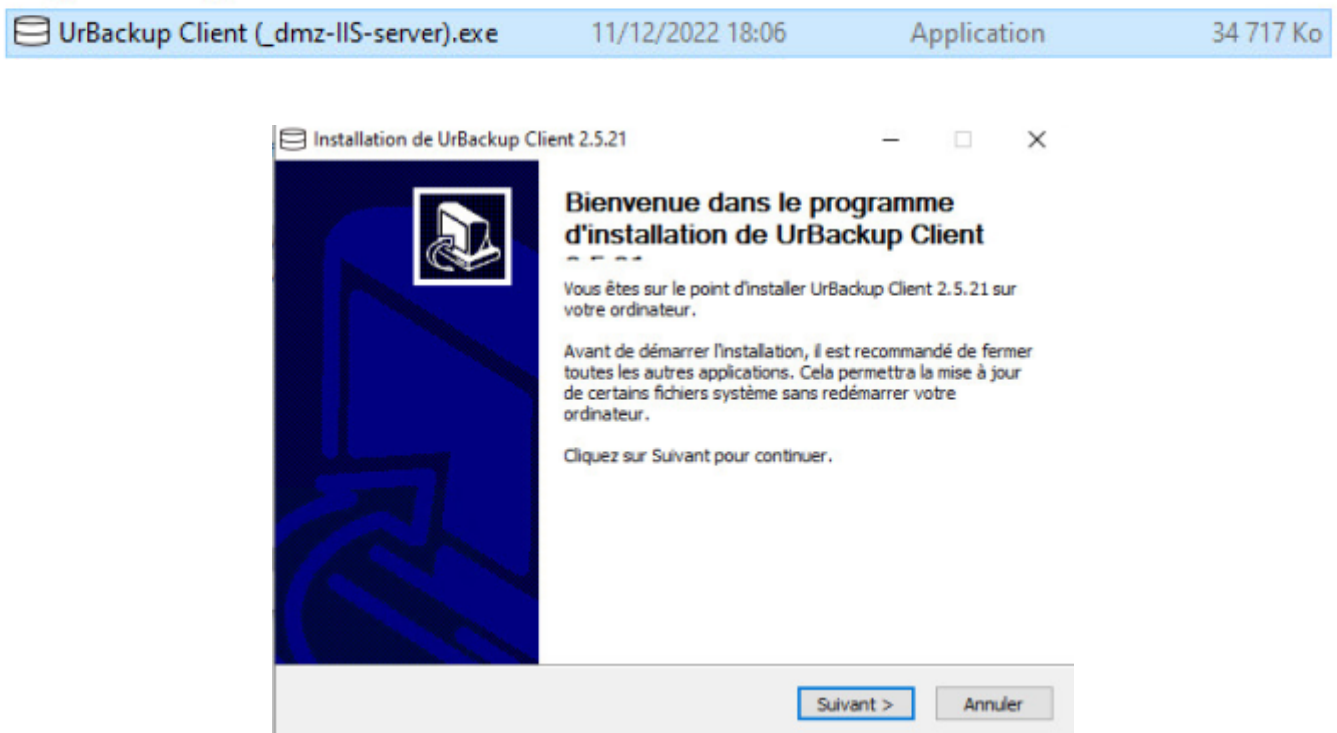 UrBackup Client (_dmz-IIS-server).exe 11/12/2022 18:06 Application 34 717 Ko
Installation de UrBackup Client 2.5.21
Bienvenue dans le programme
d'installation de UrBackup Client
Vous êtes sur le point d'installer UrBackup Client 2.5.21 sur
votre ordinateur.
Avant de démarrer l'installation, il est recommandé de fermer
toutes les autres applications. Cela permettra la mise à jour
de certains fichiers système sans redémarrer votre
ordinateur.
Cliquez sur Suivant pour continuer.
Suivant >
Annuler